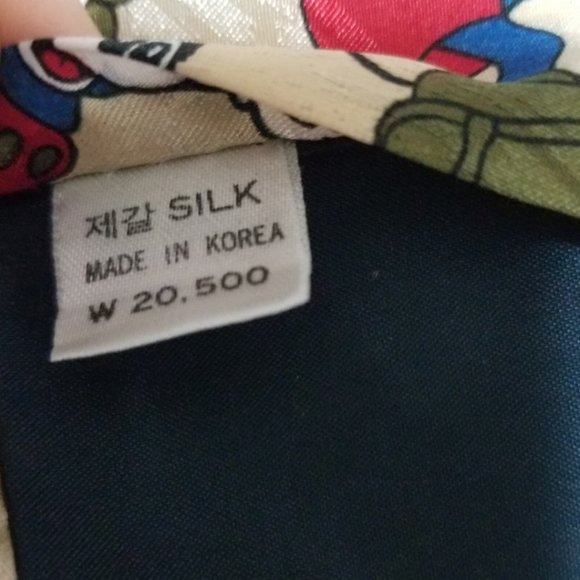 제갈 SILK
MADE IN KOREA
₩ 20,500